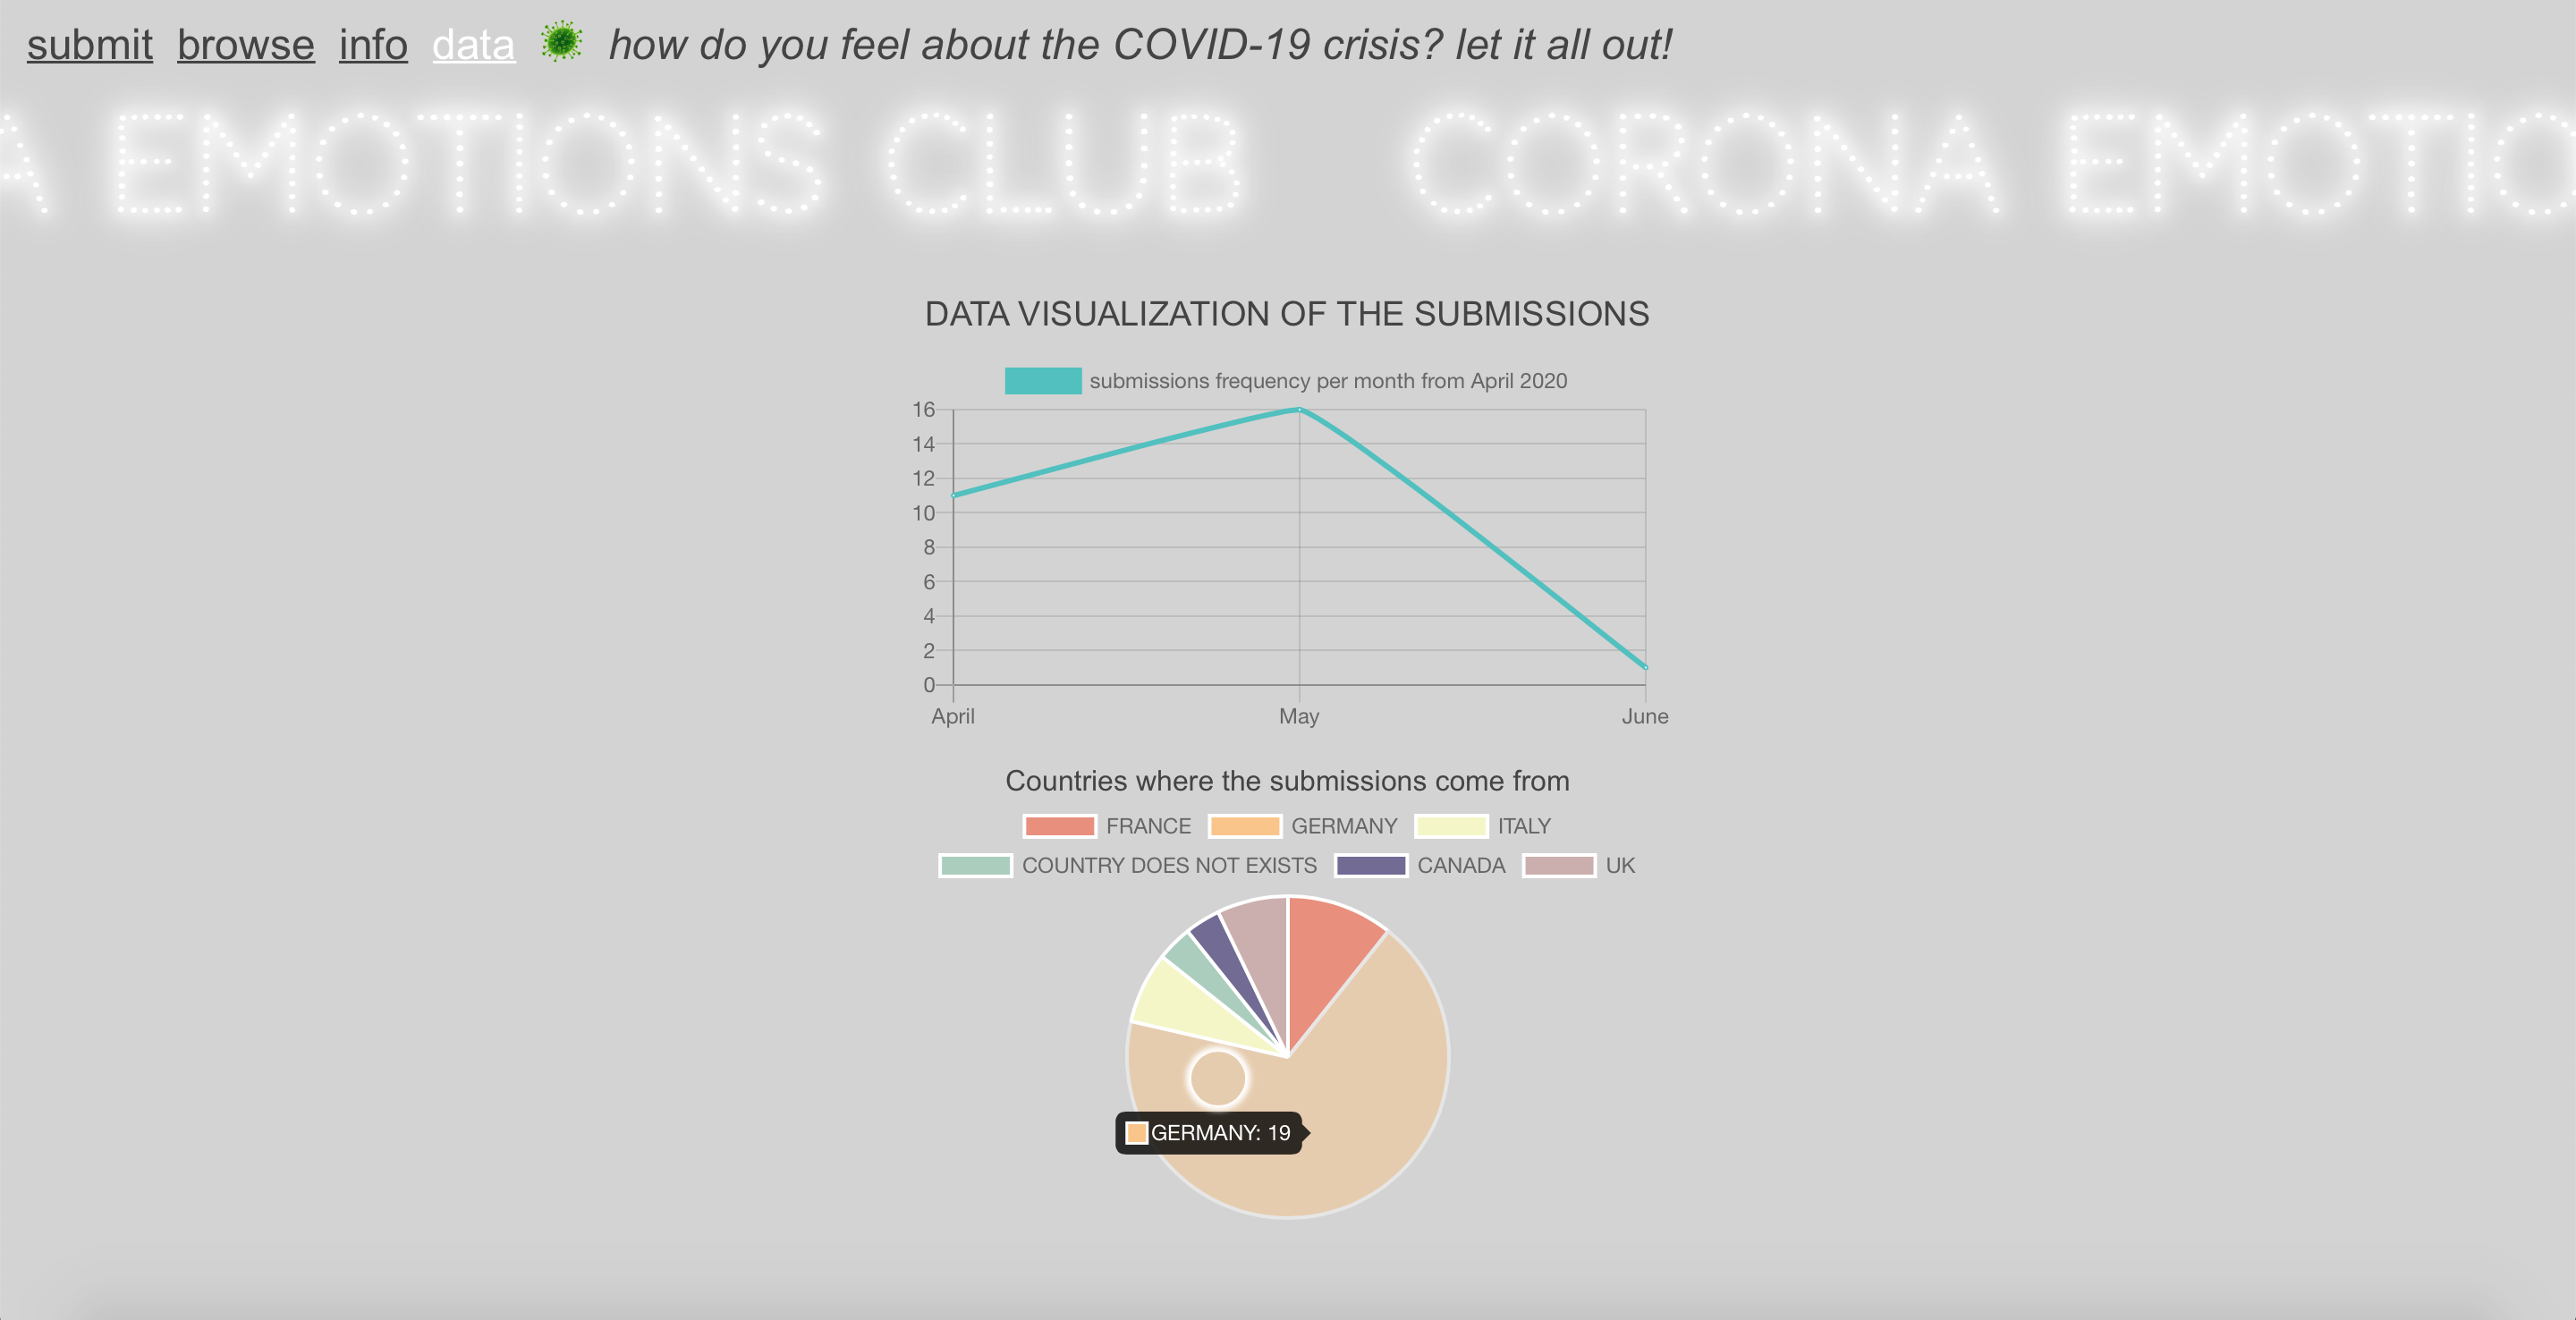 submit browse info data how do you feel about the COVID-19 crisis? let it all out!
A EMOTIONS CLUB CORONA EMOTIO
DATA VISUALIZATION OF THE SUBMISSIONS
submissions frequency per month from April 2020
16
14
12
10
8
6
4
2
0
April May June
Countries where the submissions come from
FRANCE GERMANY ITALY
COUNTRY DOES NOT EXISTS CANADA UK
GERMANY: 19